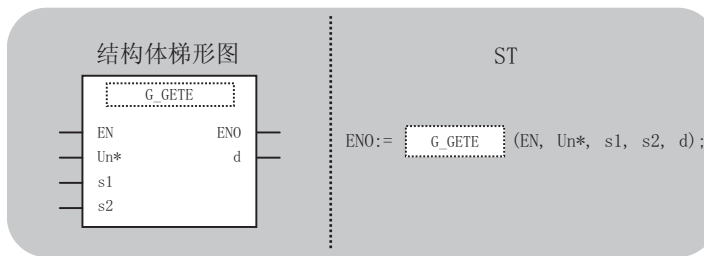 结构体梯形图
G_GETE
EN ENO
Un* d
s1
s2
ST
ENO:= G_GETE (EN, Un*, s1, s2, d);